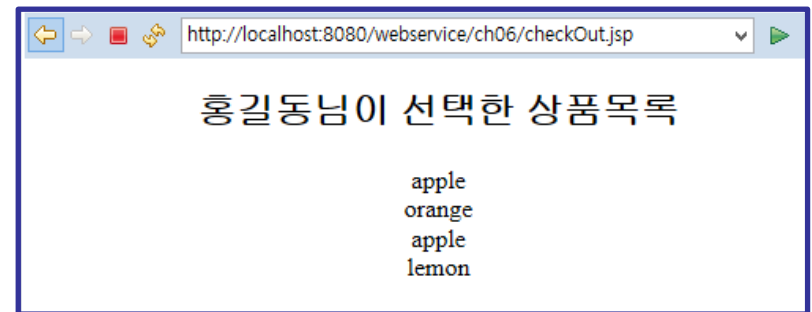 http://localhost:8080/webservice/ch06/checkOut.jsp
홍길동님이 선택한 상품목록
apple
orange
apple
lemon